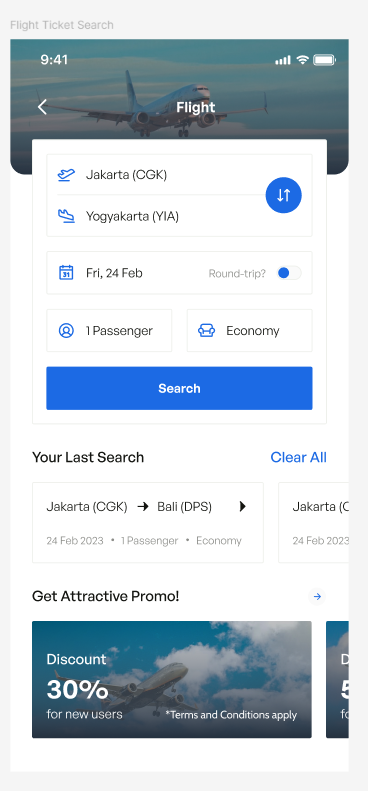 Flight Ticket Search
9:41
Flight
Jakarta (CGK)
Yogyakarta (YIA)
31
Fri, 24 Feb
Round-trip?
1 Passenger
Economy
Search
Your Last Search
Clear All
Jakarta (CGK) → Bali (DPS)
24 Feb 2023 • 1 Passenger • Economy
Jakarta (C
24 Feb 2023
Get Attractive Promo!
Discount
30%
for new users
*Terms and Conditions apply
D
5
fo